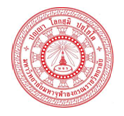 ปญฺญา โลกสฺมิ ปชฺโชโต
มหาวิทยาลัยมหาจุฬาลงกรณราชวิทยาลัย